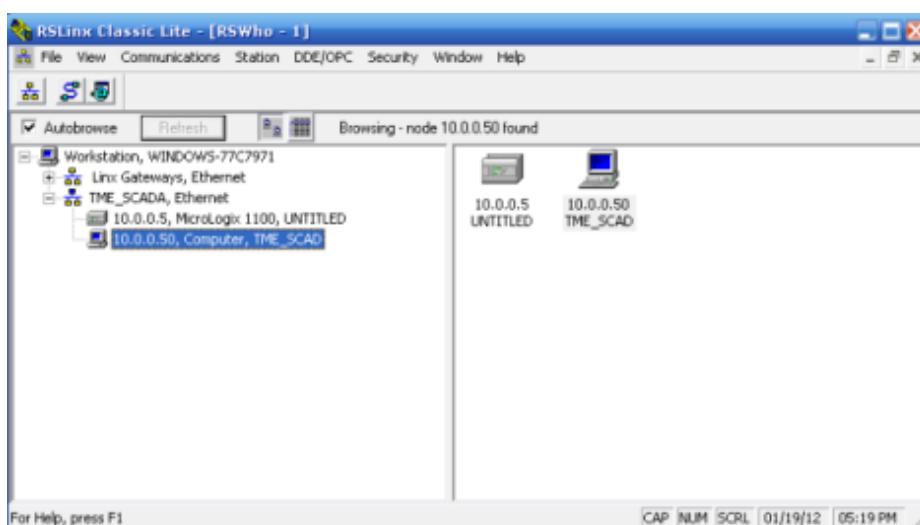 RSLinx Classic Lite - [RSWho - 1]
File View Communications Station DDE/OPC Security Window Help
Autobrowse Refresh Browsing - node 10.0.0.50 found
Workstation, WINDOWS-77C7971
Linx Gateways, Ethernet
TME_SCADA, Ethernet
10.0.0.5, MicroLogix 1100, UNTITLED
10.0.0.50, Computer, TME_SCAD
10.0.0.5
UNTITLED
10.0.0.50
TME_SCAD
For Help, press F1 CAP NUM SCRL 01/19/12 05:19 PM